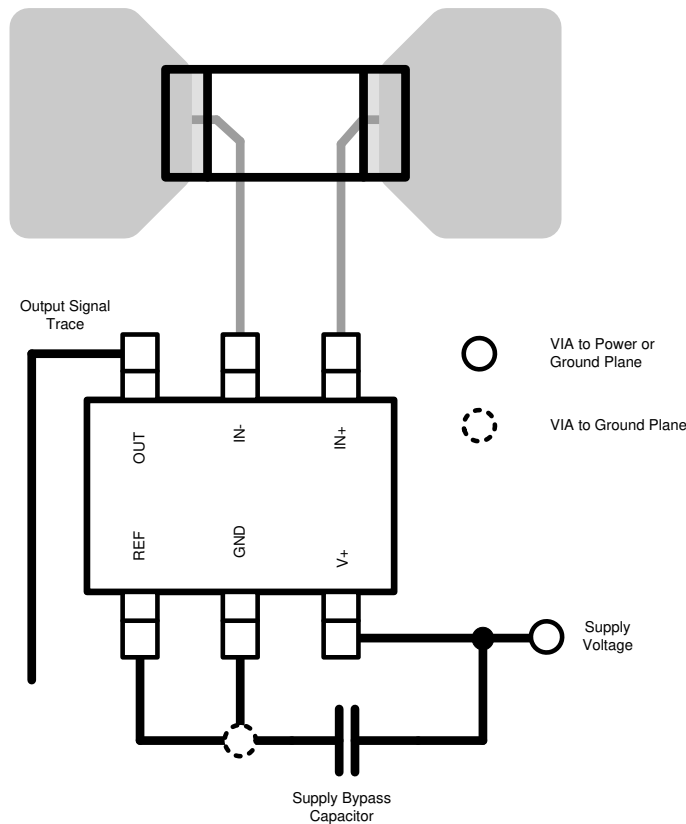 Output Signal
Trace
VIA to Power or
Ground Plane
VIA to Ground Plane
OUT
IN-
IN+
REF
GND
V+
Supply
Voltage
Supply Bypass
Capacitor